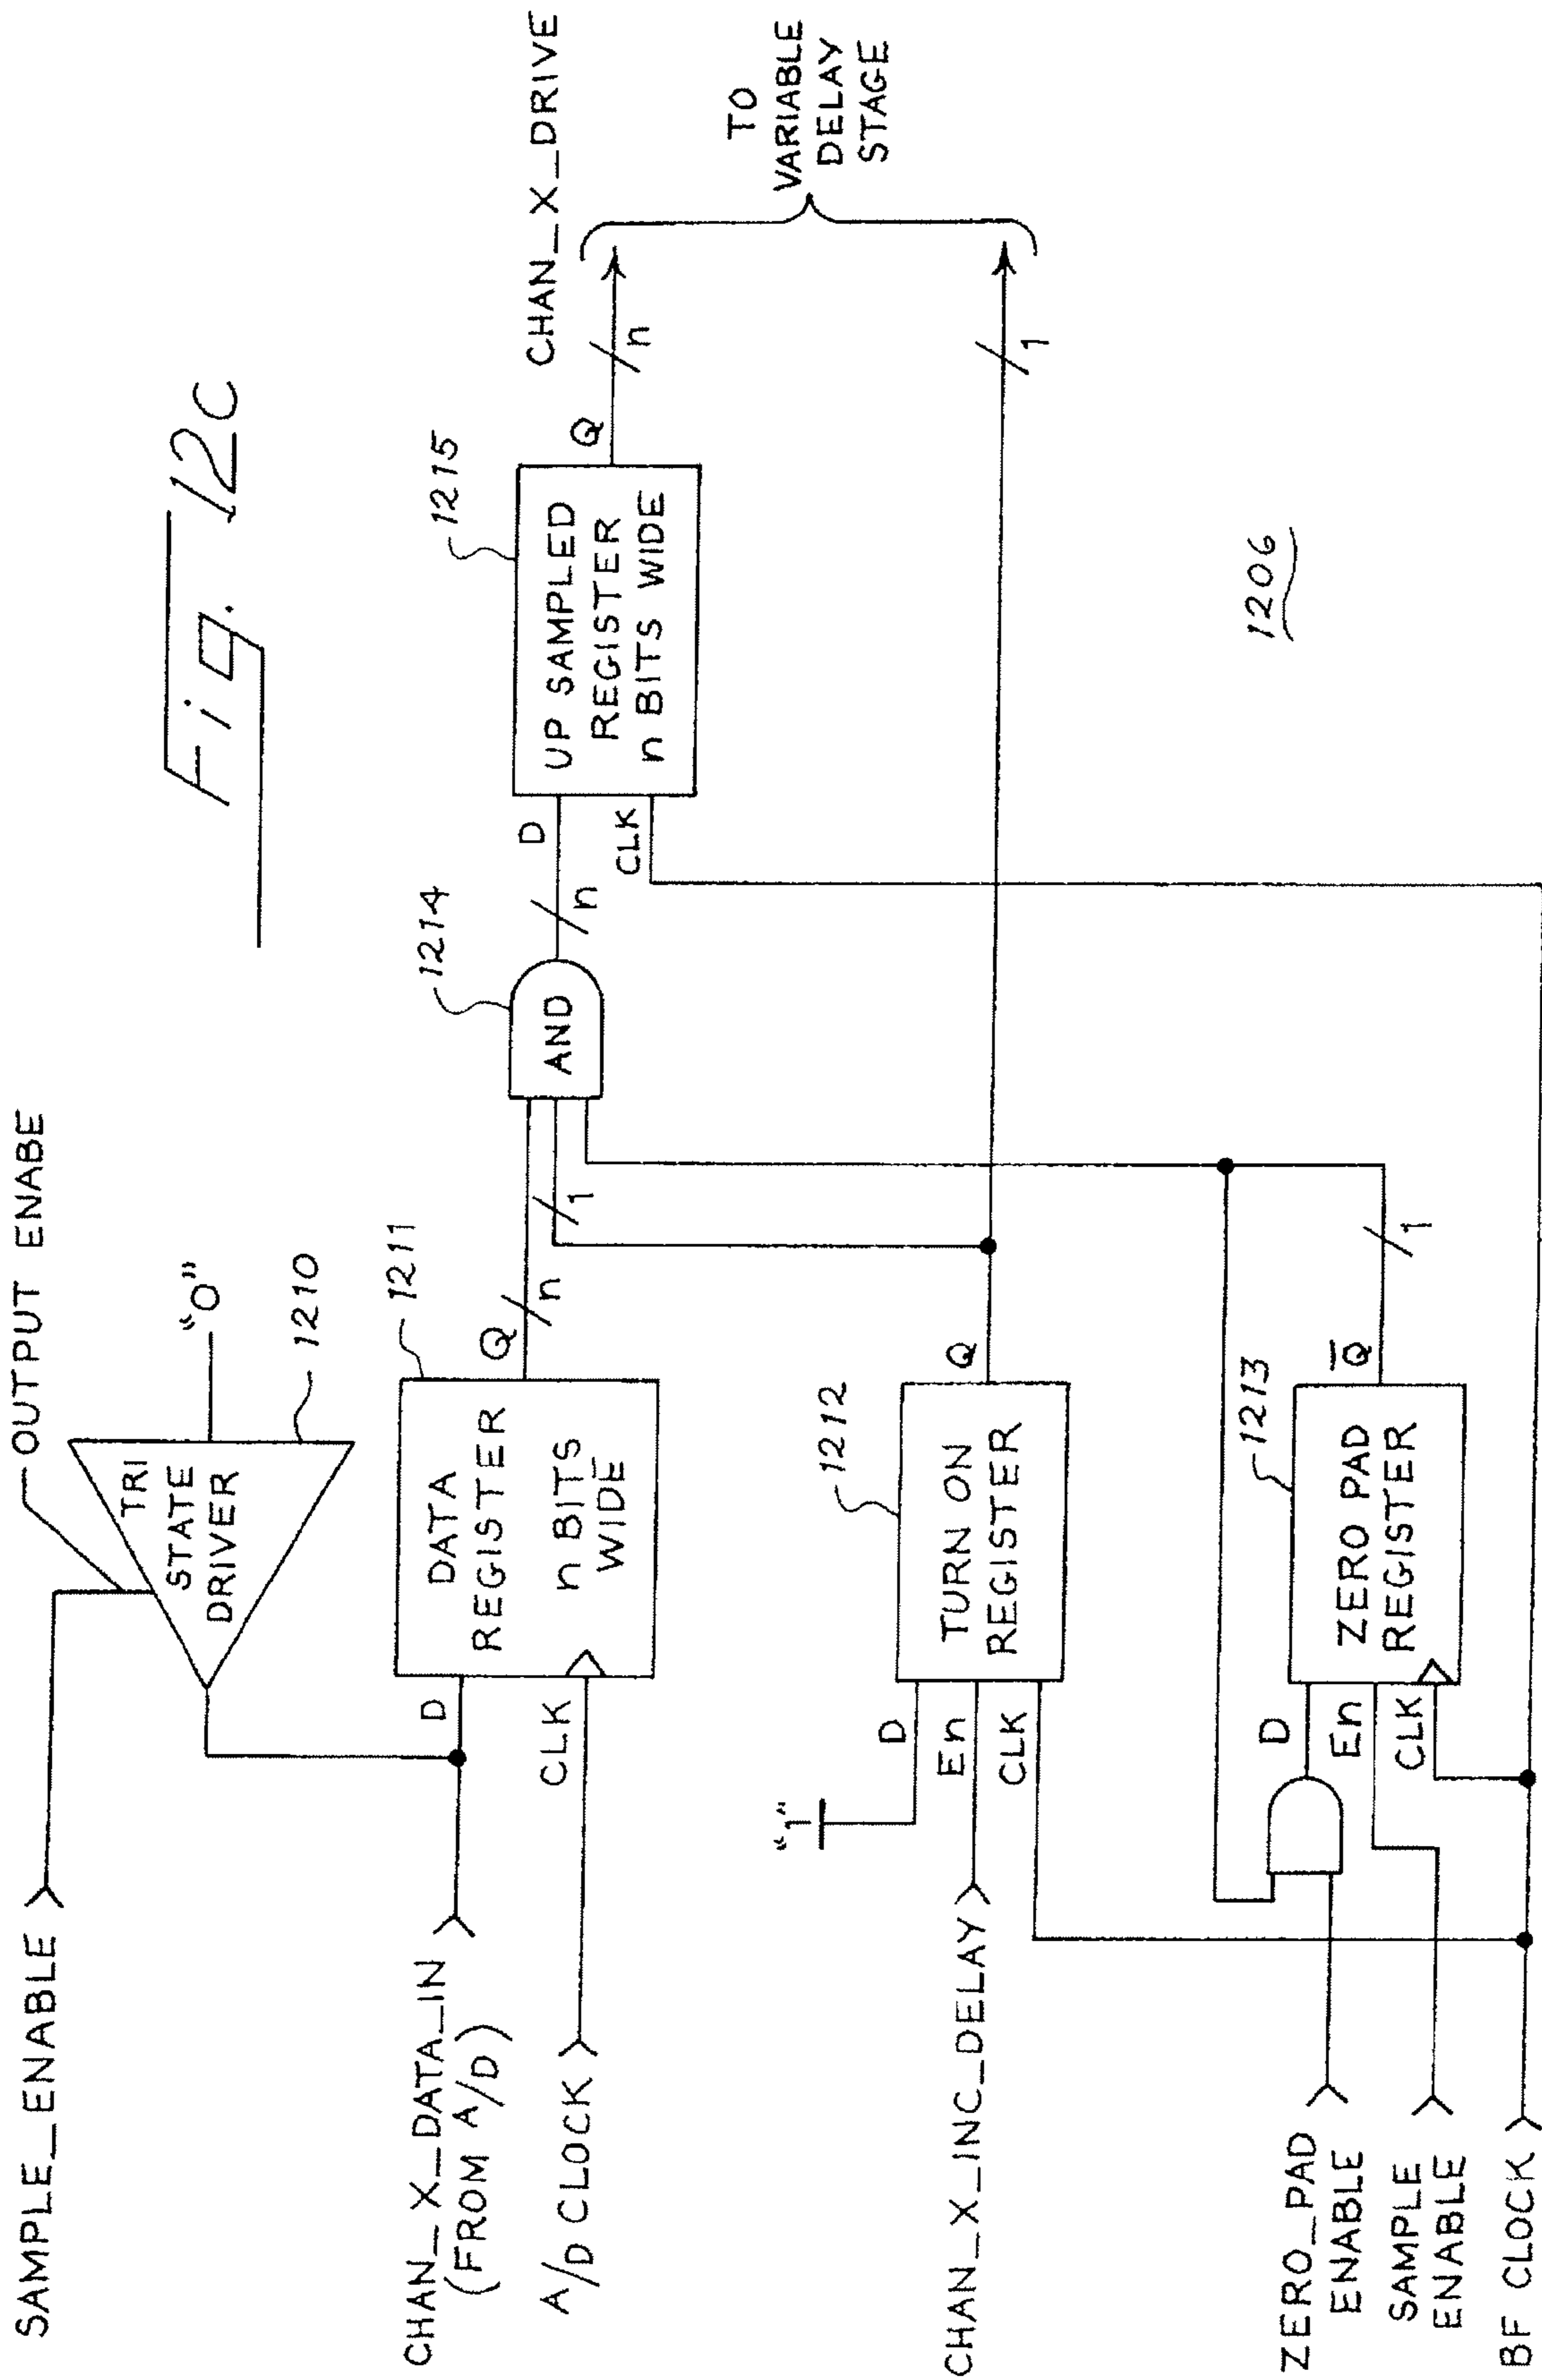 Fig. 12C
SAMPLE_ENABLE
OUTPUT ENABE
TRI
STATE
DRIVER
"0"
1210
CHAN_X_DATA_IN
(FROM A/D)
A/D CLOCK
D
CLK
DATA
REGISTER
n BITS
WIDE
1211
Q
n
1
AND
1214
n
D
CLK
UP SAMPLED
REGISTER
n BITS WIDE
1215
Q
n
CHAN_X_DRIVE
TO
VARIABLE
DELAY
STAGE
1
"1"
CHAN_X_INC_DELAY
D
En
CLK
TURN ON
REGISTER
1212
Q
ZERO_PAD
ENABLE
SAMPLE
ENABLE
BF CLOCK
D
En
CLK
ZERO PAD
REGISTER
1213
Q̅
1
1206